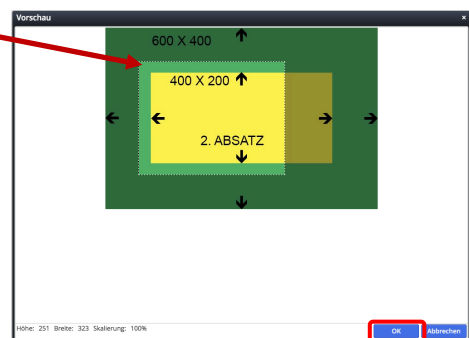 Vorschau ×
600 X 400
400 X 200
2. ABSATZ
Höhe: 251 Breite: 323 Skalierung: 100%
OK Abbrechen